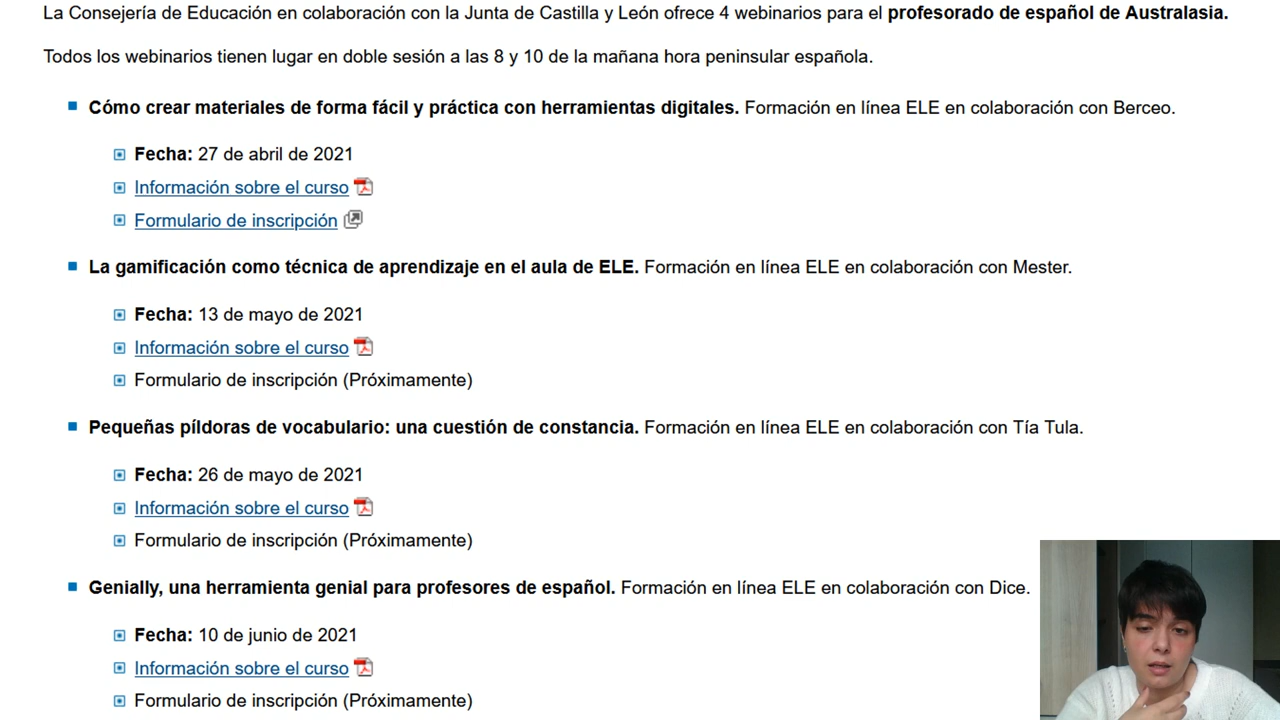 La Consejería de Educación en colaboración con la Junta de Castilla y León ofrece 4 webinarios para el profesorado de español de Australasia.
Todos los webinarios tienen lugar en doble sesión a las 8 y 10 de la mañana hora peninsular española.
Cómo crear materiales de forma fácil y práctica con herramientas digitales. Formación en línea ELE en colaboración con Berceo.
Fecha: 27 de abril de 2021
Información sobre el curso
Formulario de inscripción
La gamificación como técnica de aprendizaje en el aula de ELE. Formación en línea ELE en colaboración con Mester.
Fecha: 13 de mayo de 2021
Información sobre el curso
Formulario de inscripción (Próximamente)
Pequeñas píldoras de vocabulario: una cuestión de constancia. Formación en línea ELE en colaboración con Tía Tula.
Fecha: 26 de mayo de 2021
Información sobre el curso
Formulario de inscripción (Próximamente)
Genially, una herramienta genial para profesores de español. Formación en línea ELE en colaboración con Dice.
Fecha: 10 de junio de 2021
Información sobre el curso
Formulario de inscripción (Próximamente)